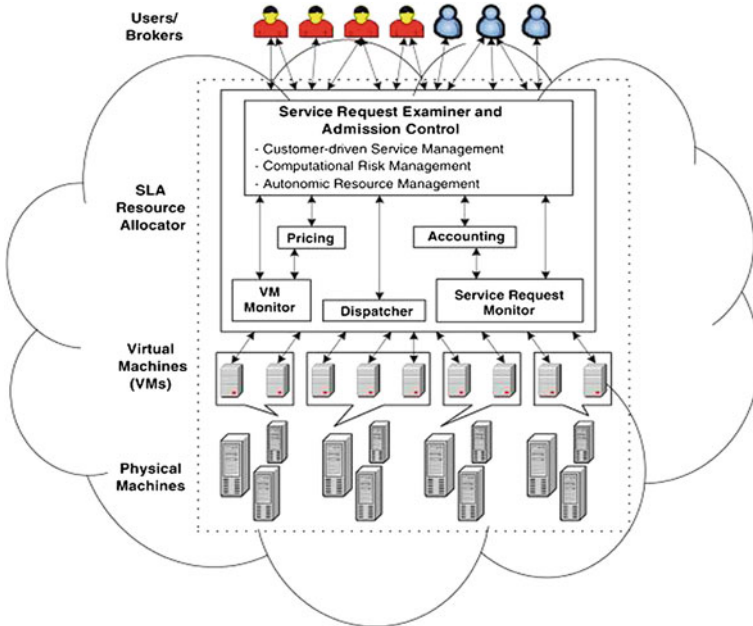 Users/
Brokers
Service Request Examiner and
Admission Control
- Customer-driven Service Management
- Computational Risk Management
- Autonomic Resource Management
SLA
Resource
Allocator
Pricing
Accounting
VM
Monitor
Dispatcher
Service Request
Monitor
Virtual
Machines
(VMs)
Physical
Machines